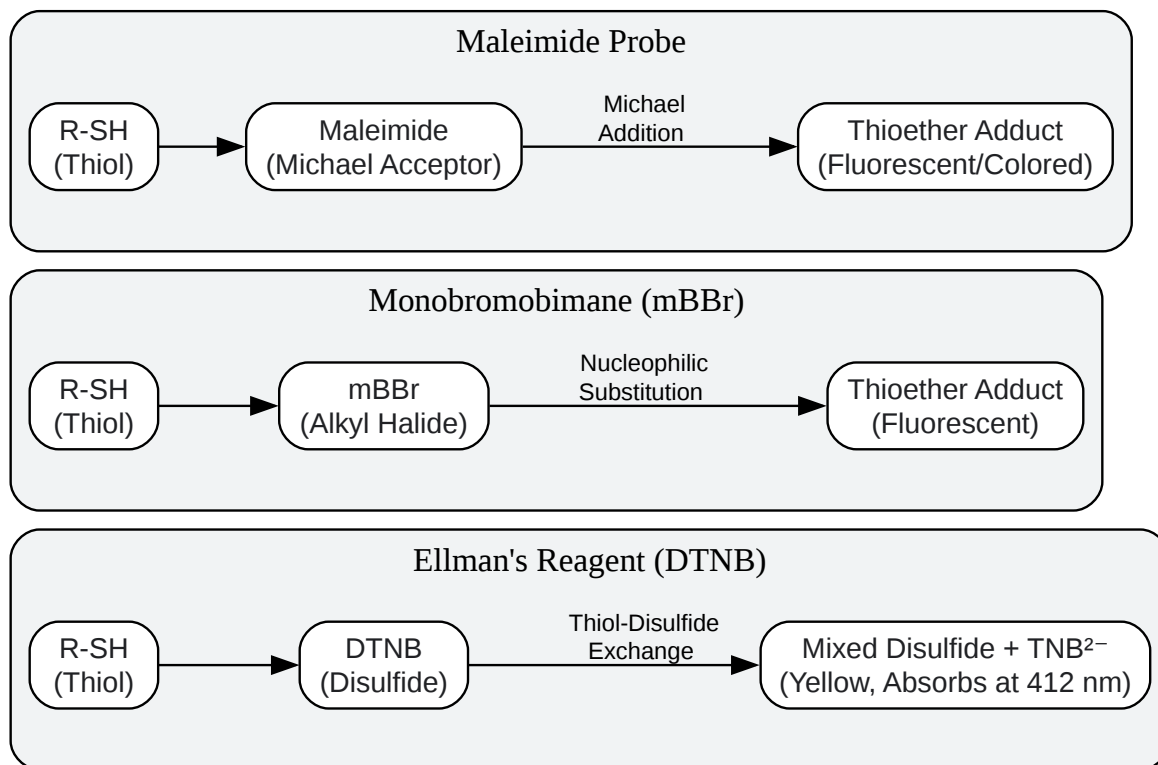 Maleimide Probe
R-SH
(Thiol)
Maleimide
(Michael Acceptor)
Michael
Addition
Thioether Adduct
(Fluorescent/Colored)
Monobromobimane (mBBr)
R-SH
(Thiol)
mBBr
(Alkyl Halide)
Nucleophilic
Substitution
Thioether Adduct
(Fluorescent)
Ellman's Reagent (DTNB)
R-SH
(Thiol)
DTNB
(Disulfide)
Thiol-Disulfide
Exchange
Mixed Disulfide + TNB²⁻
(Yellow, Absorbs at 412 nm)